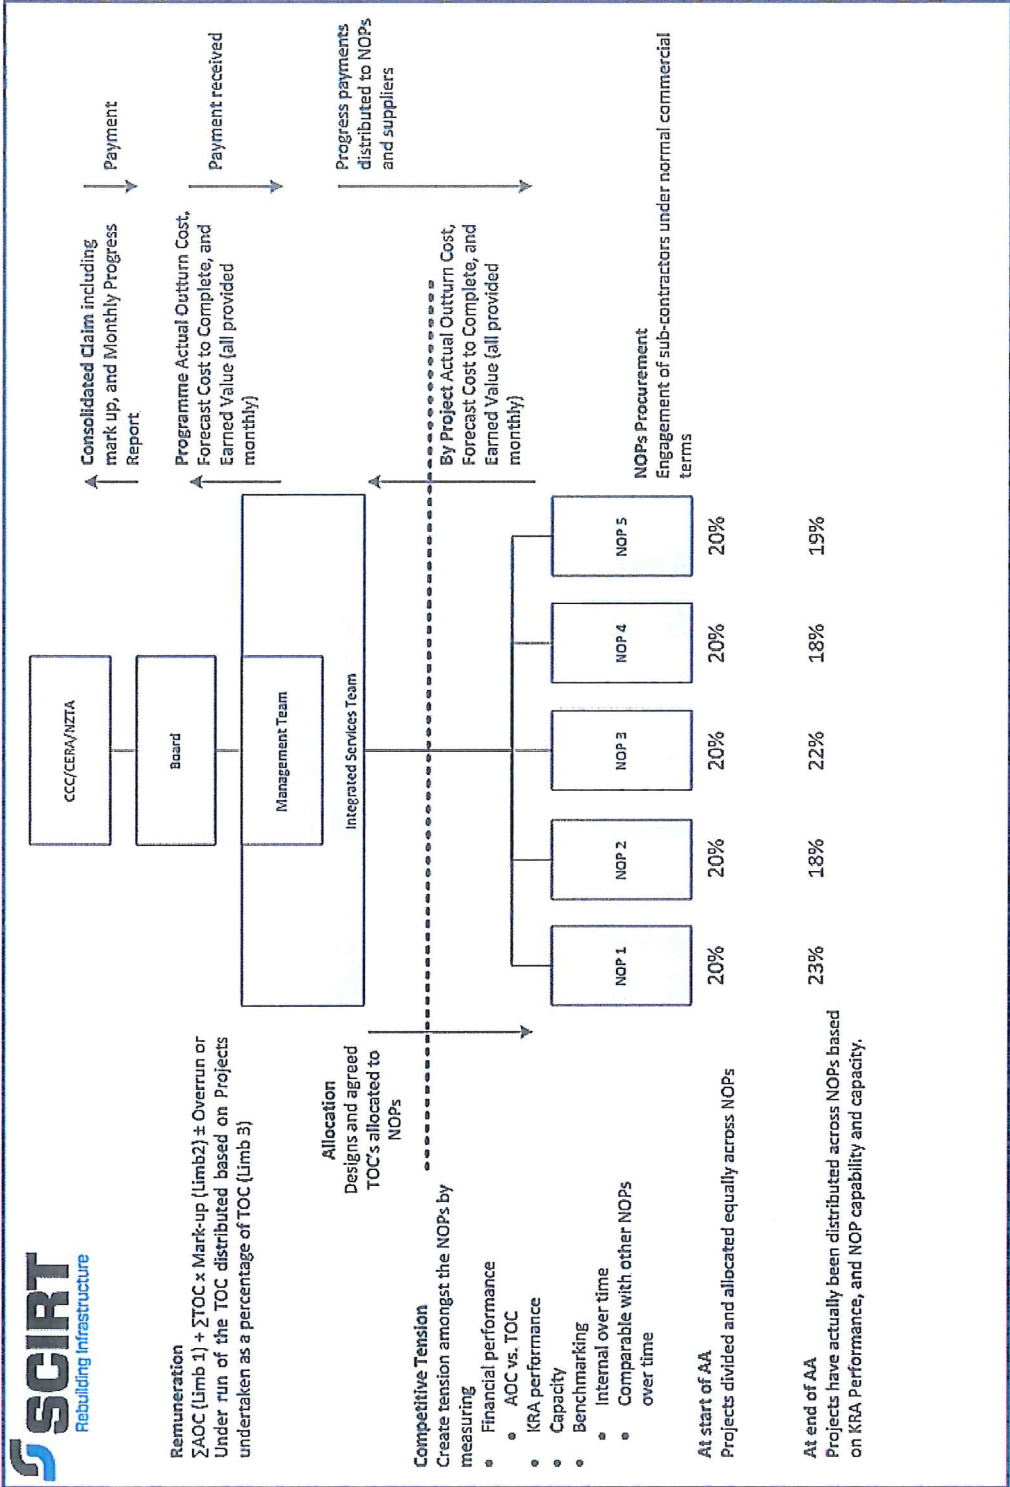 SCIRT
Rebuilding Infrastructure
Remuneration
∑AOC (Limb 1) + ∑TOC x Mark-up (Limb2) ± Overrun or
Under run of the TOC distributed based on Projects
undertaken as a percentage of TOC (Limb 3)
CCC/CERA/NZTA
Board
Management Team
Integrated Services Team
Consolidated Claim including
mark up, and Monthly Progress
Report
Payment
Programme Actual Outturn Cost,
Forecast Cost to Complete, and
Earned Value (all provided
monthly)
Payment received
Allocation
Designs and agreed
TOC's allocated to
NOPs
By Project Actual Outturn Cost,
Forecast Cost to Complete, and
Earned Value (all provided
monthly)
Progress payments
distributed to NOPs
and suppliers
Competitive Tension
Create tension amongst the NOPs by
measuring
• Financial performance
• AOC vs. TOC
• KRA performance
• Capacity
• Benchmarking
• Internal over time
• Comparable with other NOPs
over time
NOP 1
NOP 2
NOP 3
NOP 4
NOP 5
NOPs Procurement
Engagement of sub-contractors under normal commercial
terms
At start of AA
Projects divided and allocated equally across NOPs
20%
20%
20%
20%
20%
At end of AA
Projects have actually been distributed across NOPs based
on KRA Performance, and NOP capability and capacity.
23%
18%
22%
18%
19%